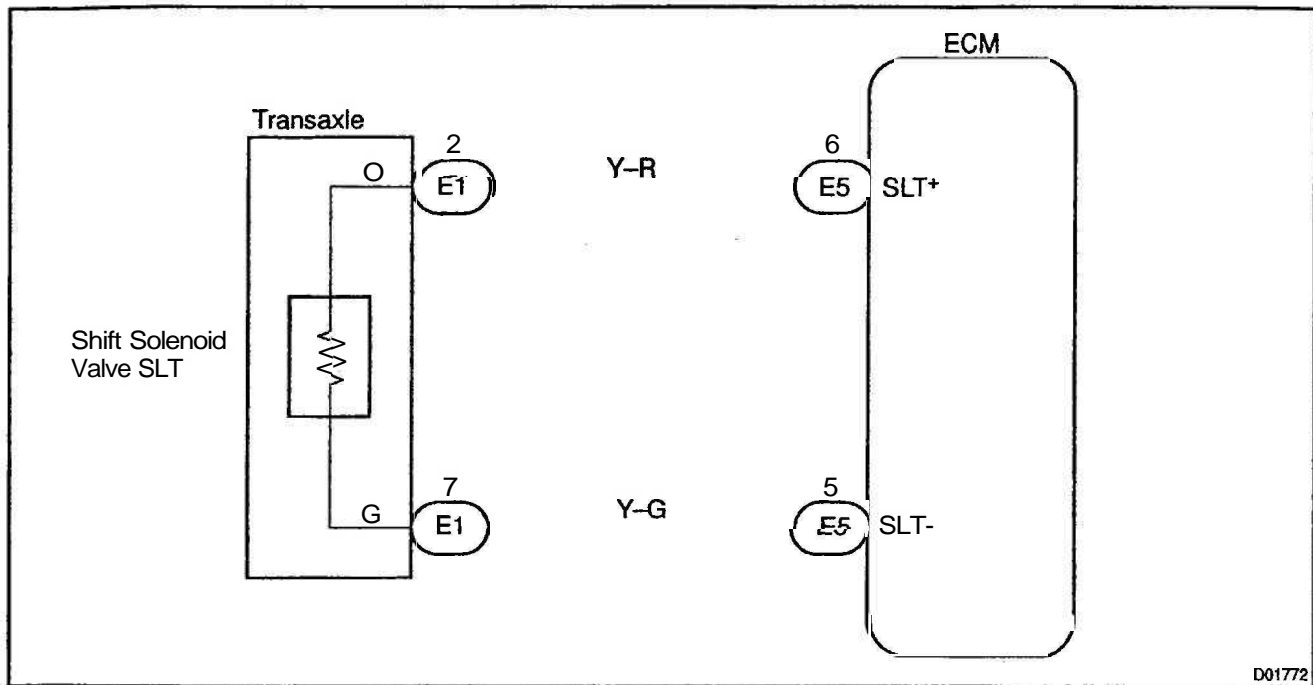 ECM
Transaxle
2
O
E1
Y–R
6
E5
SLT+
Shift Solenoid
Valve SLT
7
G
E1
Y–G
5
E5
SLT-
D01772